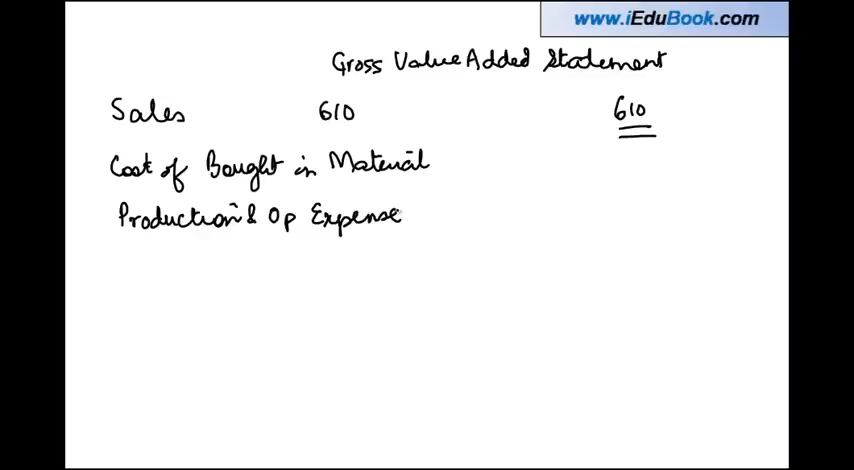 www.iEduBook.com
Gross Value Added Statement
Sales 610 610
Cost of Bought in Material
Production & Op Expense